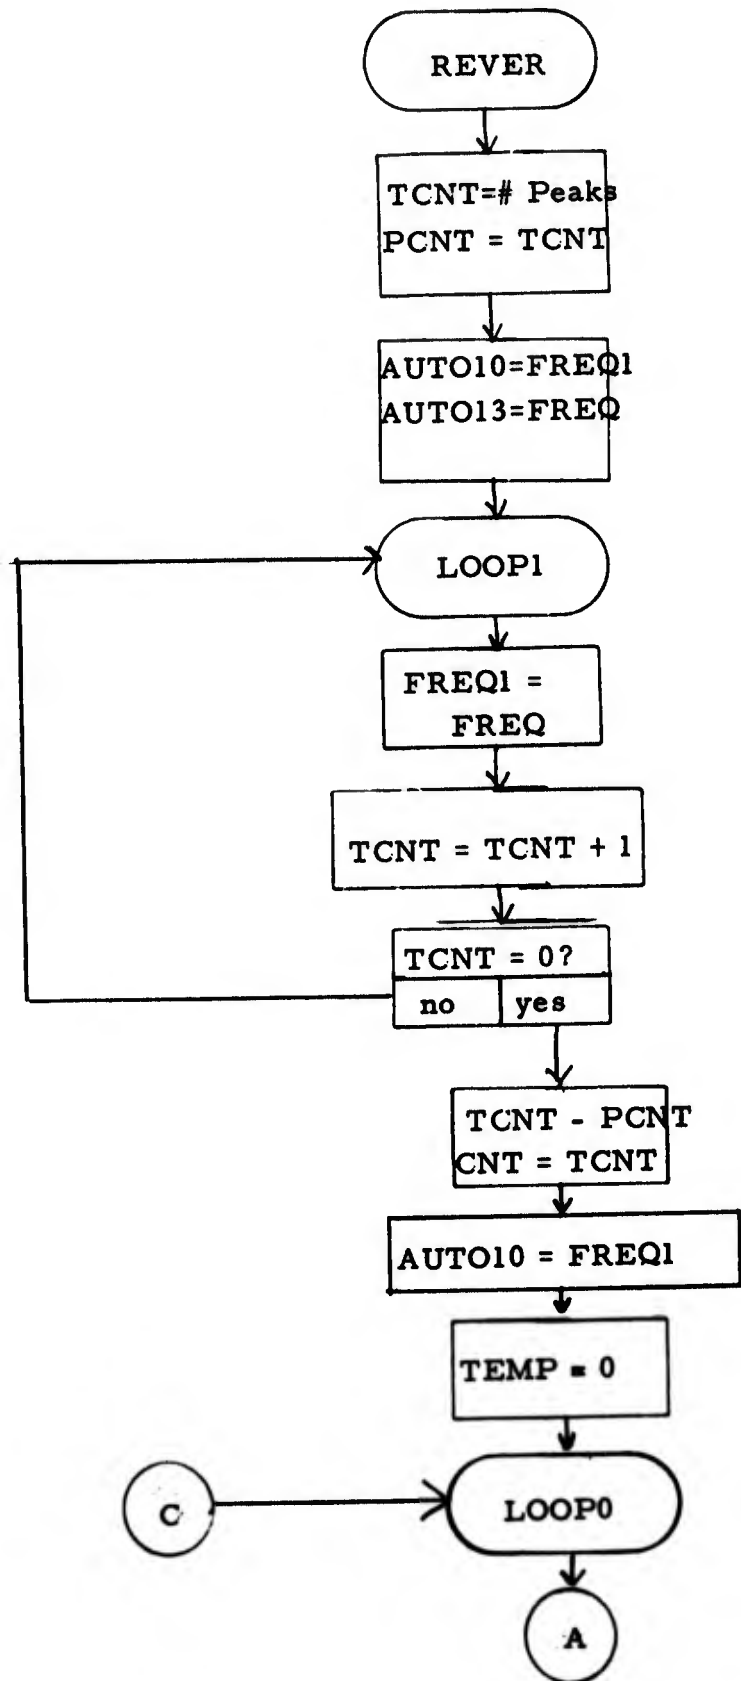 REVER
TCNT=# Peaks
PCNT = TCNT
AUTO10=FREQ1
AUTO13=FREQ
LOOP1
FREQ1 =
FREQ
TCNT = TCNT + 1
TCNT = 0?
no yes
TCNT - PCNT
CNT = TCNT
AUTO10 = FREQ1
TEMP = 0
C
LOOP0
A